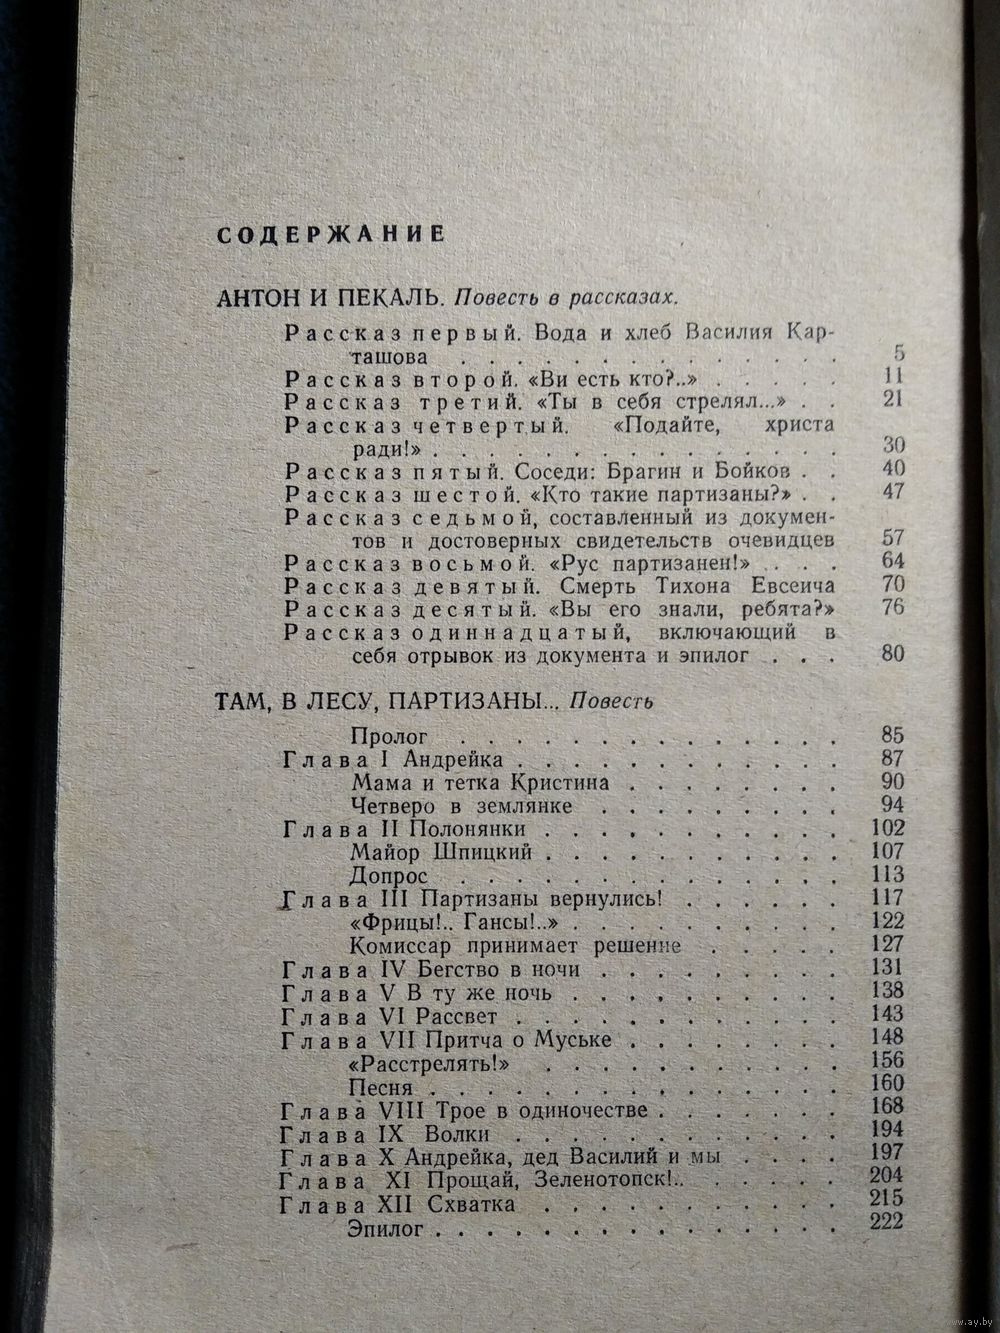 СОДЕРЖАНИЕ
АНТОН И ПЕКАЛЬ. Повесть в рассказах.
Рассказ первый. Вода и хлеб Василия Кар-
ташова . . . . . . . . . . . . . . 5
Рассказ второй. «Ви есть кто?..» . . . . . 11
Рассказ третий. «Ты в себя стрелял...» . . 21
Рассказ четвертый. «Подайте, христа
ради!» . . . . . . . . . . . . . . . 30
Рассказ пятый. Соседи: Брагин и Бойков . . 40
Рассказ шестой. «Кто такие партизаны?» . . 47
Рассказ седьмой, составленный из докумен-
тов и достоверных свидетельств очевидцев 57
Рассказ восьмой. «Рус партизанен!» . . . 64
Рассказ девятый. Смерть Тихона Евсеича 70
Рассказ десятый. «Вы его знали, ребята?» 76
Рассказ одиннадцатый, включающий в
себя отрывок из документа и эпилог . . . 80
ТАМ, В ЛЕСУ, ПАРТИЗАНЫ... Повесть
Пролог . . . . . . . . . . . . . . 85
Глава I Андрейка . . . . . . . . . . . . 87
Мама и тетка Кристина . . . . . . . . 90
Четверо в землянке . . . . . . . . . 94
Глава II Полонянки . . . . . . . . . . . 102
Майор Шпицкий . . . . . . . . . . . 107
Допрос . . . . . . . . . . . . . . 113
Глава III Партизаны вернулись! . . . . . . 117
«Фрицы!.. Гансы!..» . . . . . . . . . . 122
Комиссар принимает решение . . . . . 127
Глава IV Бегство в ночи . . . . . . . . . 131
Глава V В ту же ночь . . . . . . . . . . 138
Глава VI Рассвет . . . . . . . . . . . . 143
Глава VII Притча о Муське . . . . . . . . 148
«Расстрелять!» . . . . . . . . . . . 156
Песня . . . . . . . . . . . . . . . 160
Глава VIII Трое в одиночестве . . . . . . . 168
Глава IX Волки . . . . . . . . . . . . 194
Глава X Андрейка, дед Василий и мы . . . . 197
Глава XI Прощай, Зеленотопск!.. . . . . . 204
Глава XII Схватка . . . . . . . . . . . 215
Эпилог . . . . . . . . . . . . . . . 222
www.ay.by